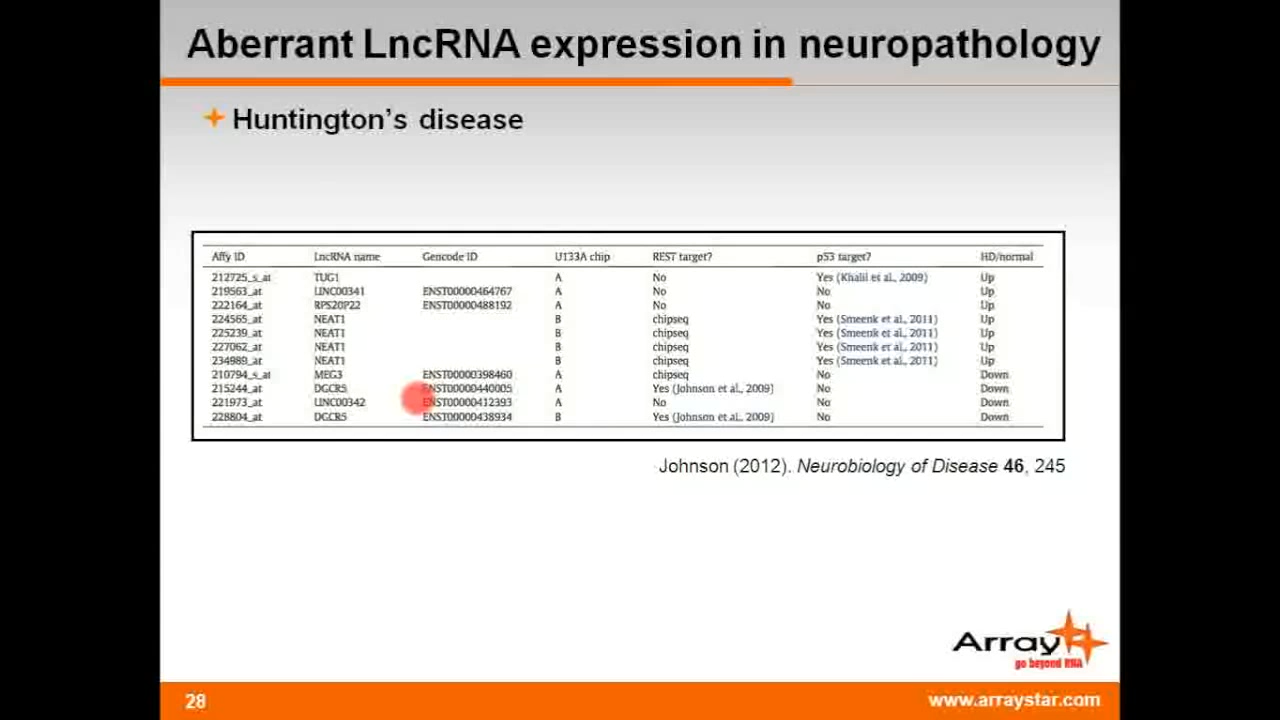 Aberrant LncRNA expression in neuropathology
Huntington's disease
Affy ID LncRNA name Gencode ID U133A chip REST target? p53 target? HD/normal
212725_s_at TUG1 A No Yes (Khalil et al., 2009) Up
219563_at LINC00341 ENST00000464767 A No No Up
222164_at RPS20P22 ENST00000488192 A No No Up
224565_at NEAT1 B chipseq Yes (Smeenk et al., 2011) Up
225239_at NEAT1 B chipseq Yes (Smeenk et al., 2011) Up
227062_at NEAT1 B chipseq Yes (Smeenk et al., 2011) Up
234989_at NEAT1 B chipseq Yes (Smeenk et al., 2011) Up
210794_s_at MEG3 ENST00000398460 A chipseq No Down
215244_at DGCR5 ENST00000440005 A Yes (Johnson et al., 2009) No Down
221973_at LINC00342 ENST00000412393 A No No Down
228804_at DGCR5 ENST00000438934 B Yes (Johnson et al., 2009) No Down
Johnson (2012). Neurobiology of Disease 46, 245
Array
go beyond RNA
28 www.arraystar.com